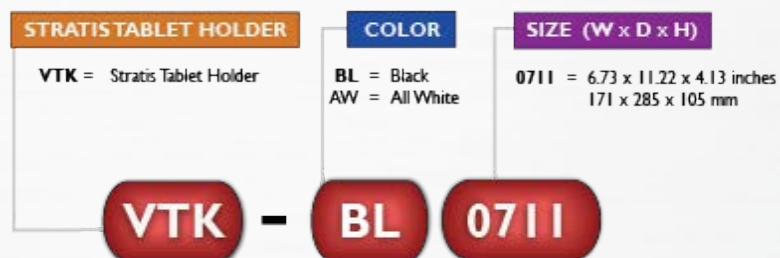 STRATIS TABLET HOLDER
VTK = Stratis Tablet Holder
COLOR
BL = Black
AW = All White
SIZE (W x D x H)
0711 = 6.73 x 11.22 x 4.13 inches
171 x 285 x 105 mm
VTK - BL 0711